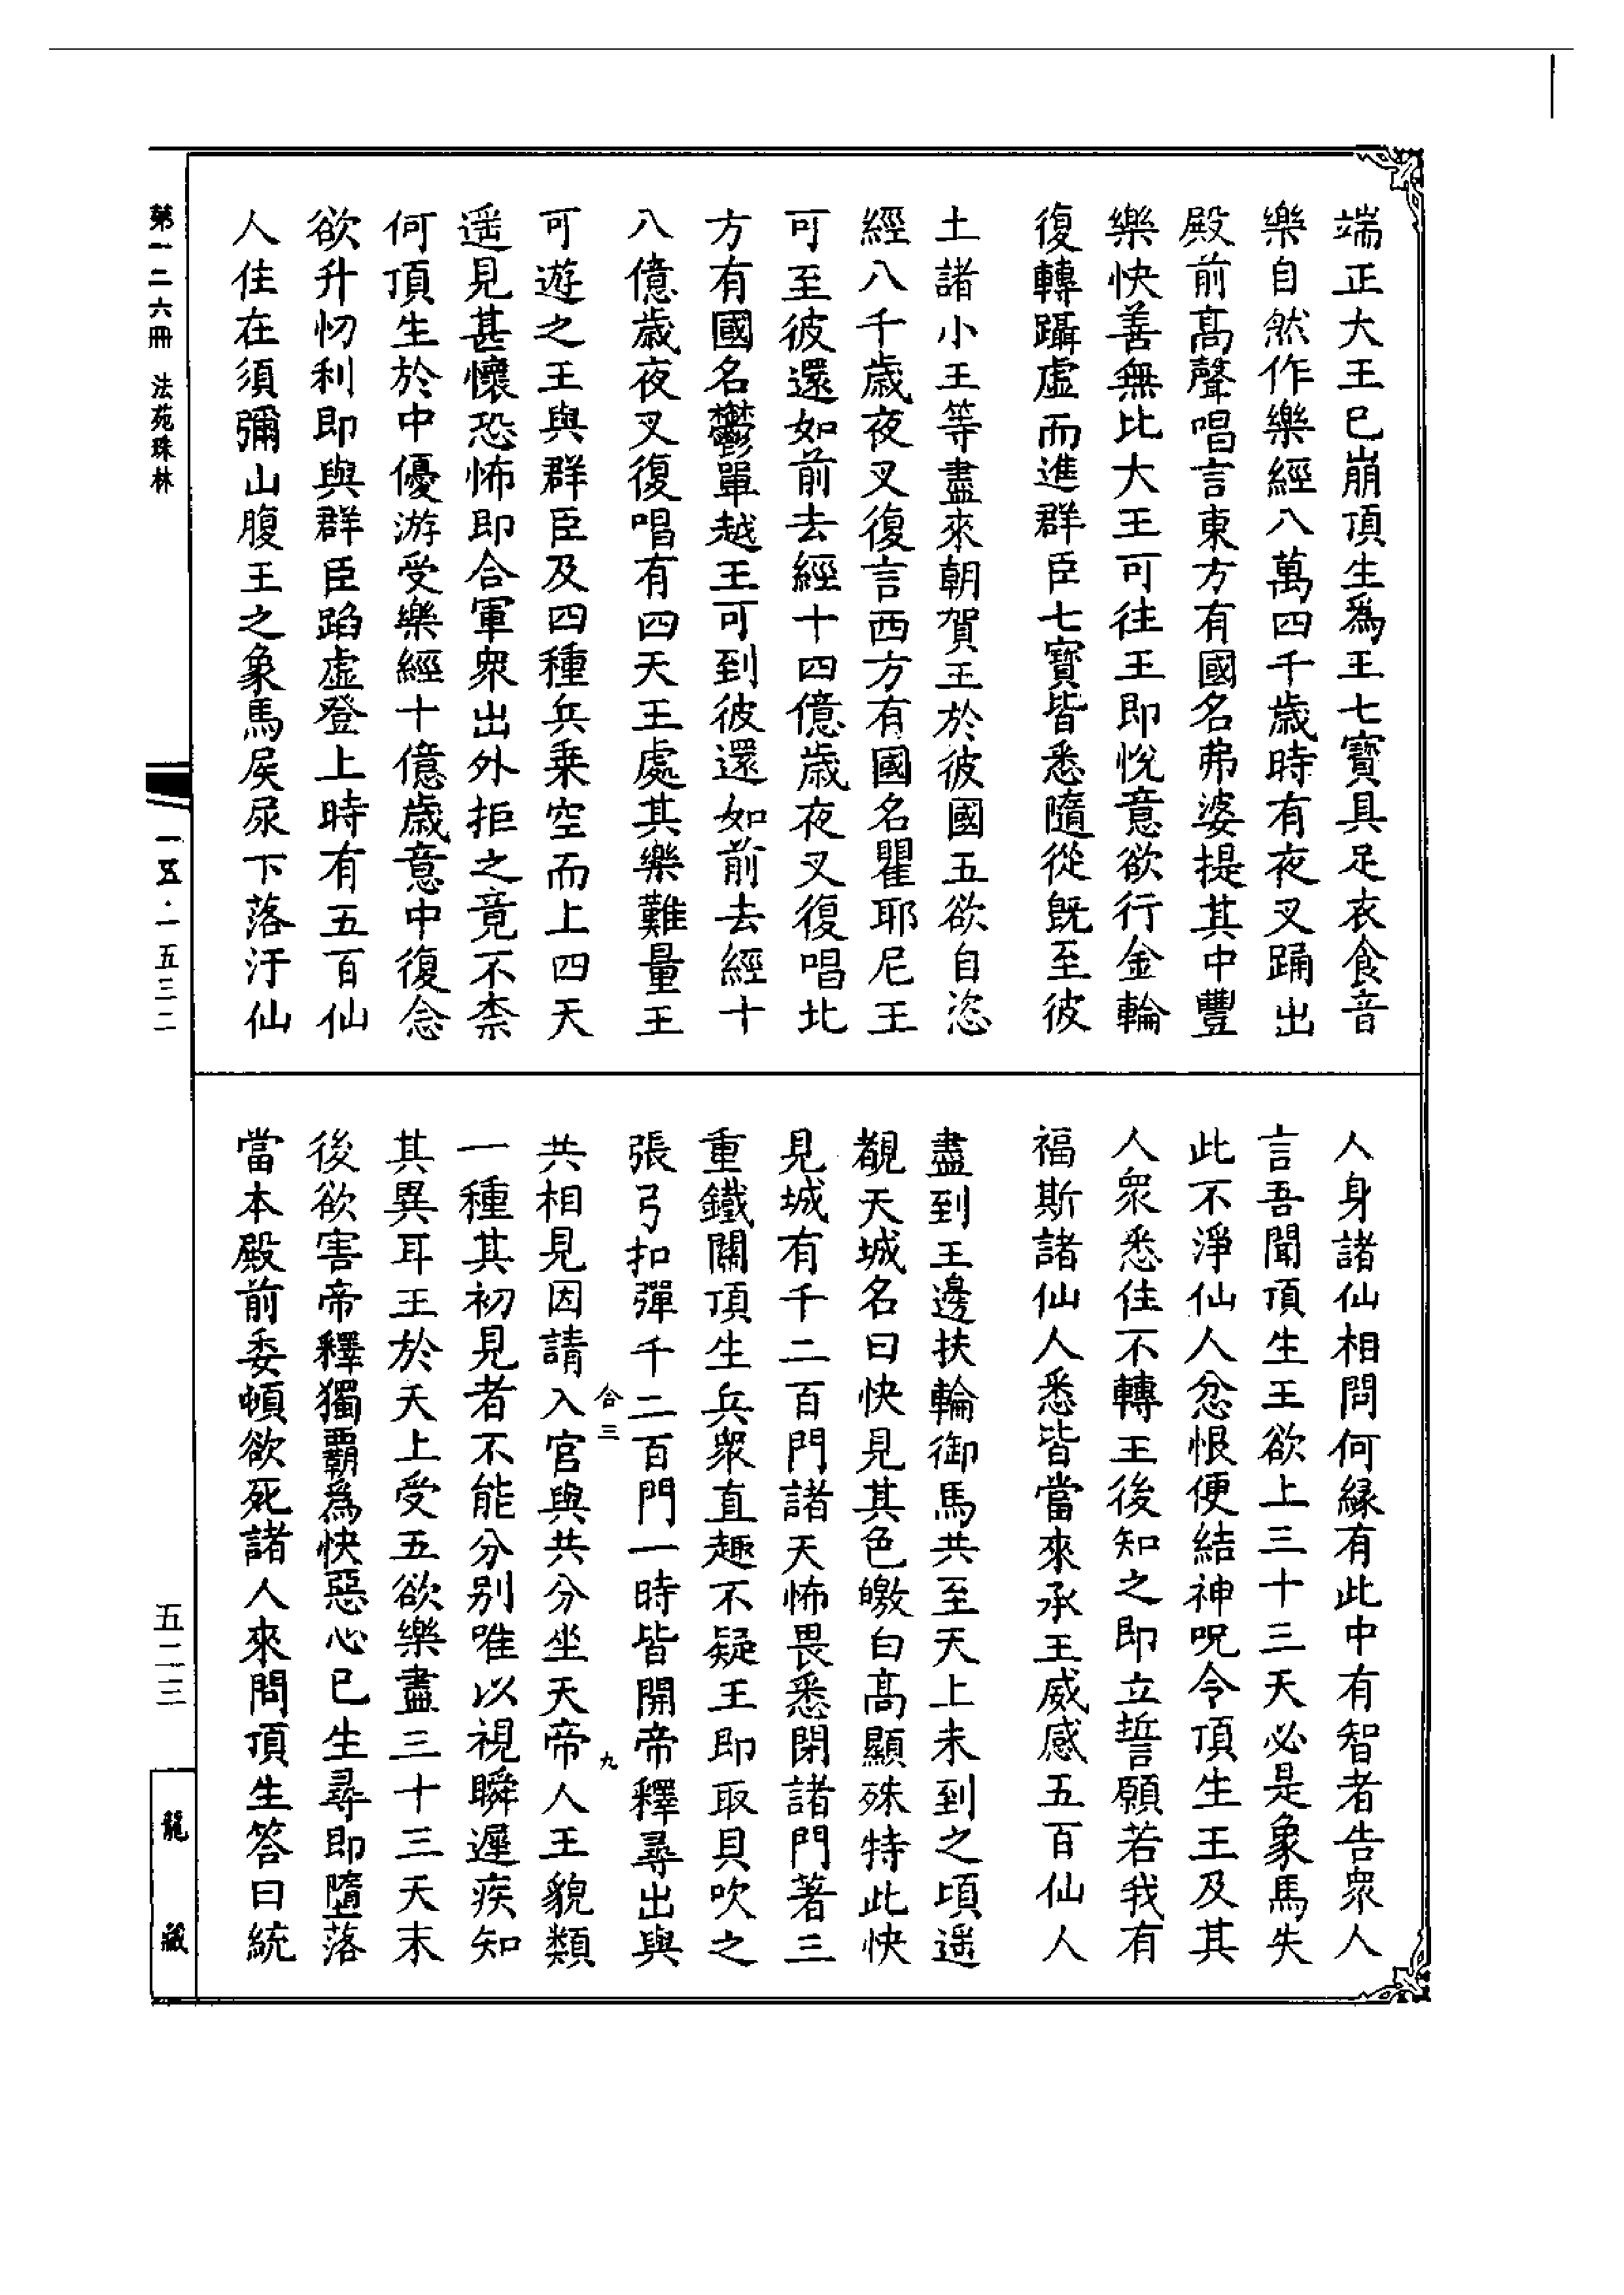 端正大王已崩頂生爲王七寶具足衣食音
樂自然作樂經八萬四千歲時有夜叉踊出
殿前高聲唱言東方有國名弗婆提其中豐
樂快善無比大王可往王即悅意欲行金輪
復轉躡虛而進群臣七寶皆悉隨從既至彼
土諸小王等盡來朝賀王於彼國五欲自恣
經八千歲夜叉復言西方有國名瞿耶尼王
可至彼還如前去經十四億歲夜叉復唱北
方有國名鬱單越王可到彼還如前去經十
八億歲夜叉復唱有四天王處其樂難量王
可遊之王與群臣及四種兵乘空而上四天
遥見甚懷恐怖即合軍衆出外拒之竟不柰
何頂生於中優游受樂經十億歲意中復念
欲升忉利即與群臣蹈虛登上時有五百仙
人住在須彌山腹王之象馬屎尿下落汙仙
人身諸仙相問何緣有此中有智者告衆人
言吾聞頂生王欲上三十三天必是象馬失
此不淨仙人忿恨便結神呪令頂生王及其
人衆悉住不轉王後知之即立誓願若我有
福斯諸仙人悉皆當來承王威感五百仙人
盡到王邊扶輪御馬共至天上未到之頃遥
覩天城名曰快見其色皦白高顯殊特此快
見城有千二百門諸天怖畏悉閉諸門著三
重鐵關頂生兵衆直趣不疑王即取貝吹之
張弓扣彈千二百門一時皆開帝釋尋出與
合三
九
共相見因請入宫與共分坐天帝人王貌類
一種其初見者不能分别唯以視瞬遲疾知
其異耳王於天上受五欲樂盡三十三天末
後欲害帝釋獨霸爲快惡心已生尋即墮落
當本殿前委頓欲死諸人來問頂生答曰統
第一二六冊 法苑珠林
一五·一五三二
五二三
龍藏